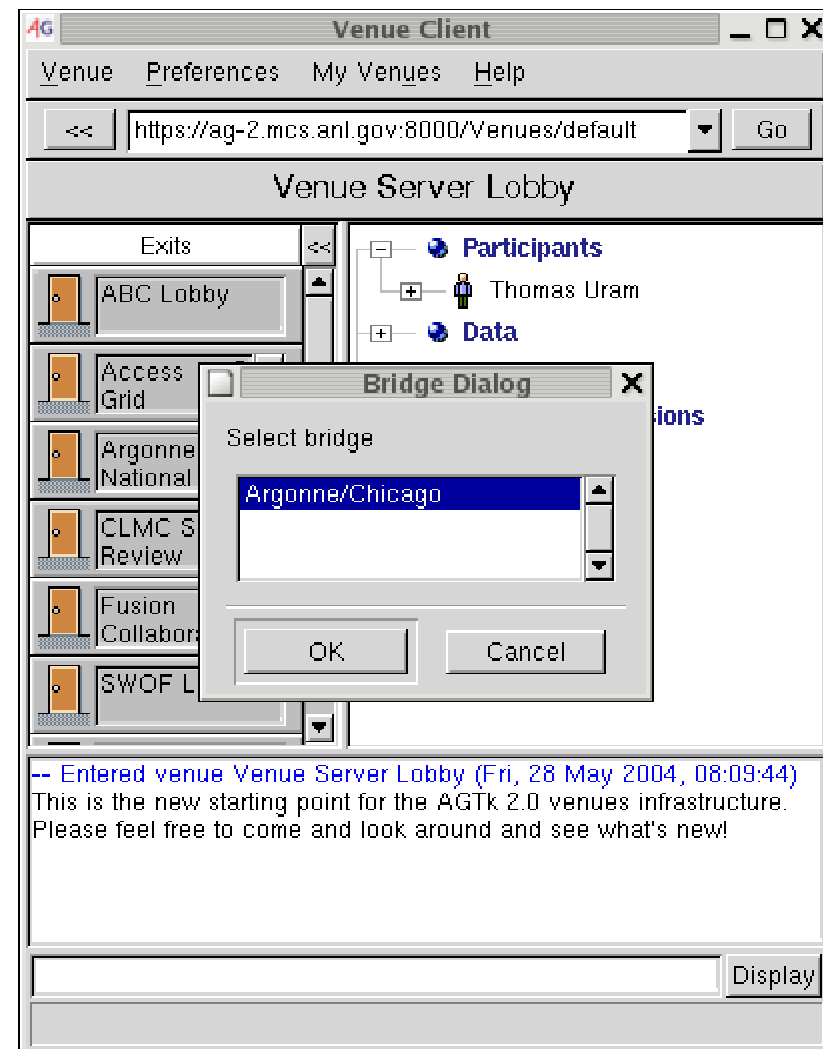 AG Venue Client
Venue Preferences My Venues Help
<< https://ag-2.mcs.anl.gov:8000/Venues/default Go
Venue Server Lobby
Exits <<
ABC Lobby
Access
Grid
Argonne
National
CLMC S
Review
Fusion
Collabor
SWOF L
Participants
Thomas Uram
Data
ions
Bridge Dialog
Select bridge
Argonne/Chicago
OK Cancel
-- Entered venue Venue Server Lobby (Fri, 28 May 2004, 08:09:44)
This is the new starting point for the AGTk 2.0 venues infrastructure.
Please feel free to come and look around and see what's new!
Display